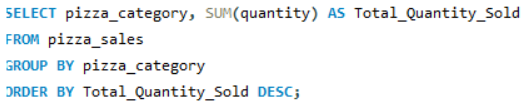 SELECT pizza_category, SUM(quantity) AS Total_Quantity_Sold
FROM pizza_sales
GROUP BY pizza_category
ORDER BY Total_Quantity_Sold DESC;